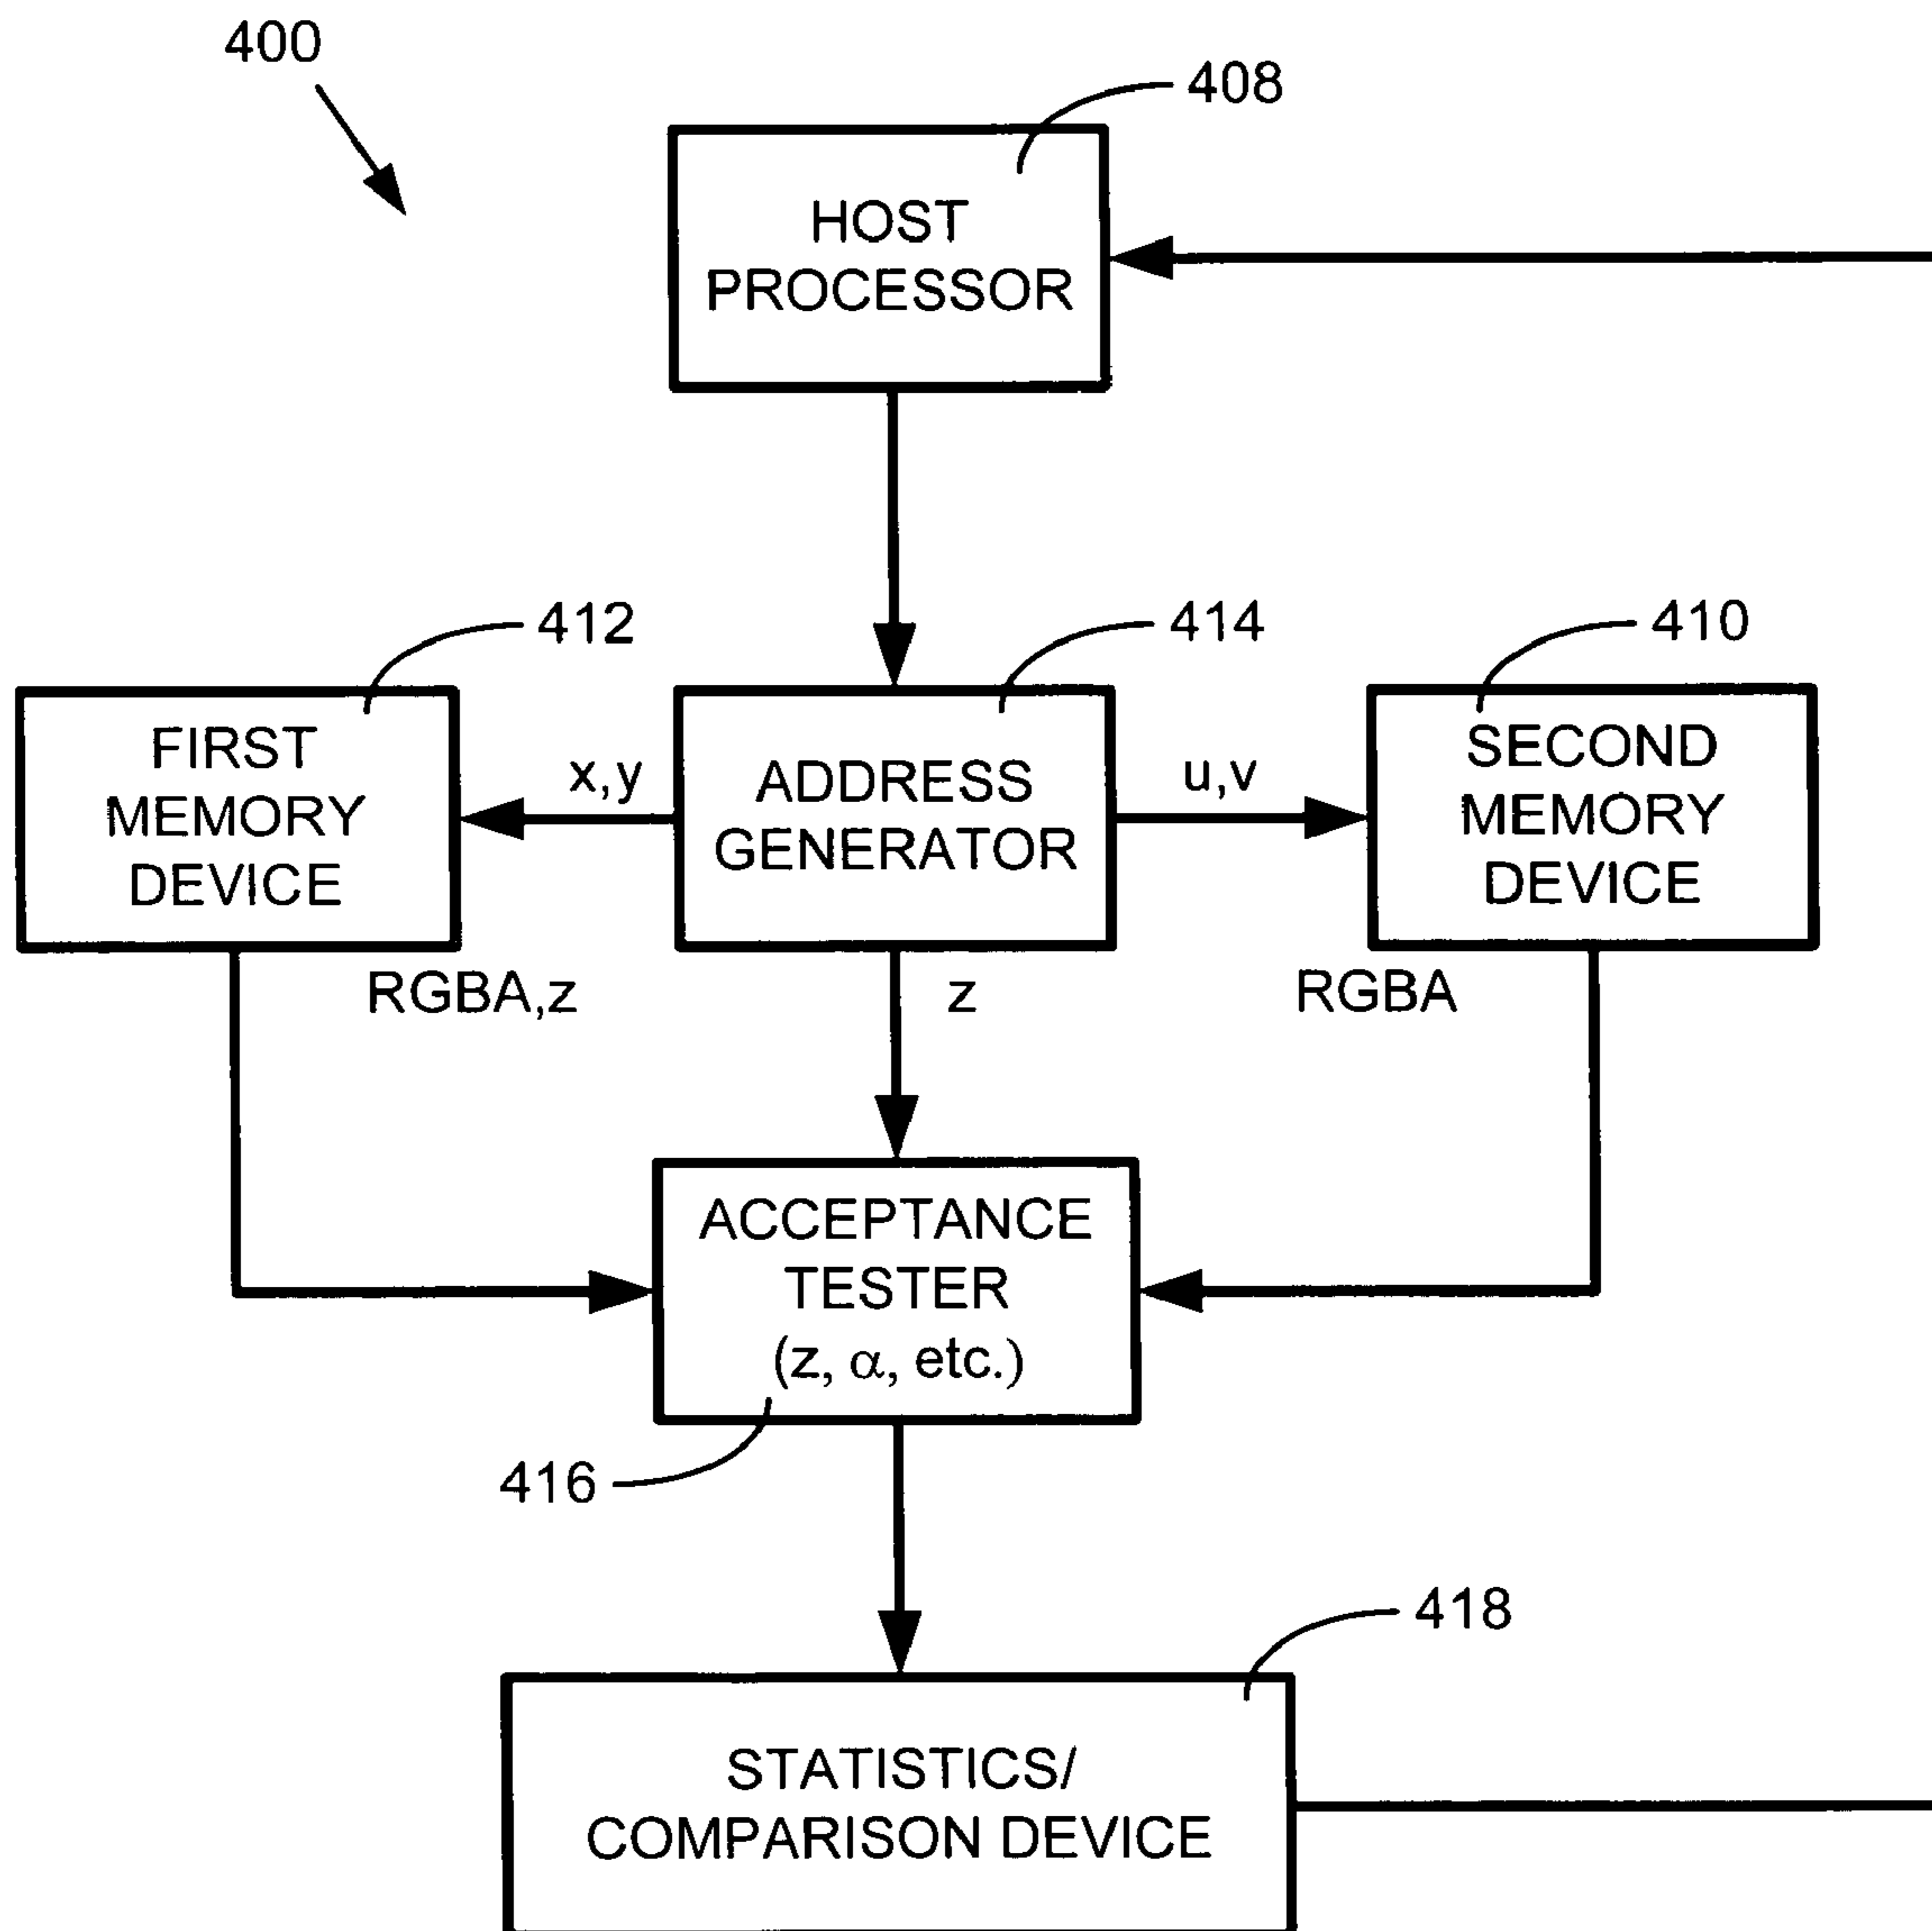 400
408
HOST
PROCESSOR
412
414
410
FIRST
MEMORY
DEVICE
x,y
ADDRESS
GENERATOR
u,v
SECOND
MEMORY
DEVICE
RGBA,z
z
RGBA
ACCEPTANCE
TESTER
(z, α, etc.)
416
418
STATISTICS/
COMPARISON DEVICE